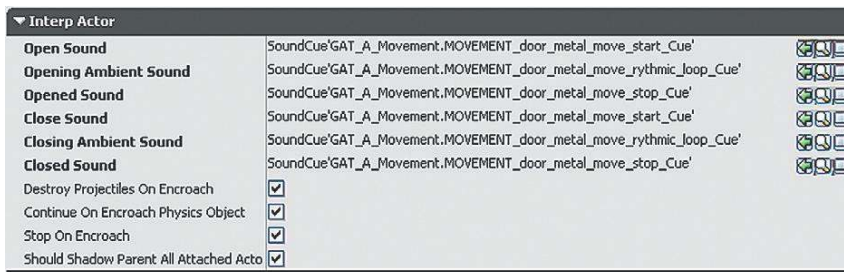 Interp Actor
Open Sound SoundCue'GAT_A_Movement.MOVEMENT_door_metal_move_start_Cue'
Opening Ambient Sound SoundCue'GAT_A_Movement.MOVEMENT_door_metal_move_rythmic_loop_Cue'
Opened Sound SoundCue'GAT_A_Movement.MOVEMENT_door_metal_move_stop_Cue'
Close Sound SoundCue'GAT_A_Movement.MOVEMENT_door_metal_move_start_Cue'
Closing Ambient Sound SoundCue'GAT_A_Movement.MOVEMENT_door_metal_move_rythmic_loop_Cue'
Closed Sound SoundCue'GAT_A_Movement.MOVEMENT_door_metal_move_stop_Cue'
Destroy Projectiles On Encroach
Continue On Encroach Physics Object
Stop On Encroach
Should Shadow Parent All Attached Acto